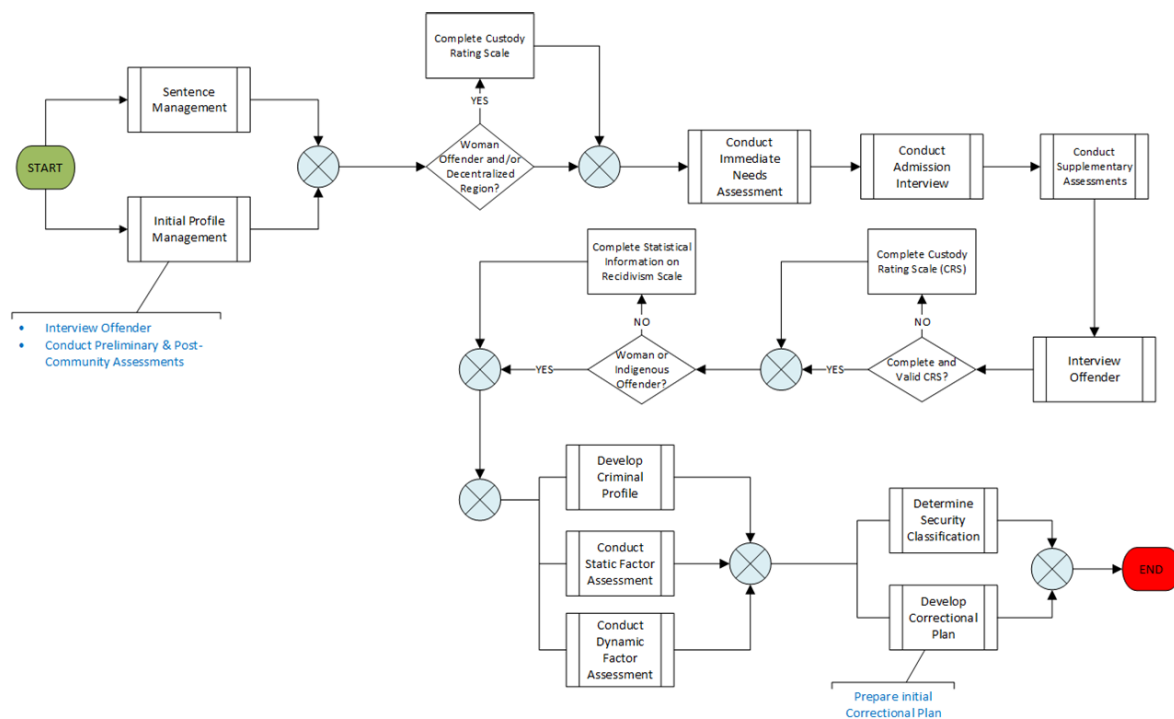 Complete Custody
Rating Scale
Sentence
Management
YES
START
Woman
Offender and/or
Decentralized
Region?
Conduct
Immediate
Needs
Assessment
Conduct
Admission
Interview
Conduct
Supplementary
Assessments
Initial Profile
Management
Complete Statistical
Information on
Recidivism Scale
Complete Custody
Rating Scale (CRS)
• Interview Offender
• Conduct Preliminary & Post-
Community Assessments
NO
NO
Woman or
Indigenous
Offender?
YES
Complete and
Valid CRS?
YES
Interview
Offender
Develop
Criminal
Profile
Determine
Security
Classification
Conduct
Static Factor
Assessment
END
Develop
Correctional
Plan
Conduct
Dynamic
Factor
Assessment
Prepare initial
Correctional Plan